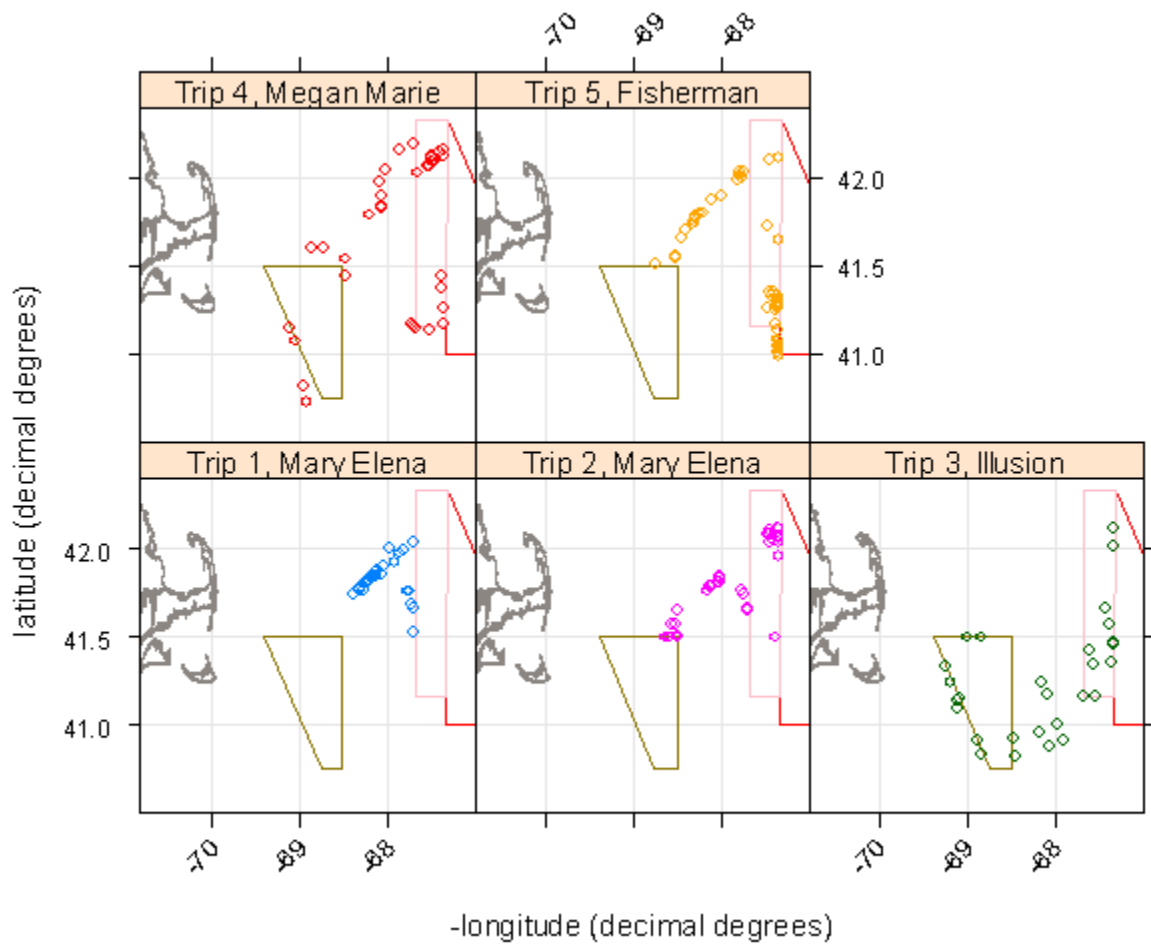 -70 -69 -68
Trip 4, Megan Marie Trip 5, Fisherman
42.0
41.5
41.0
Trip 1, Mary Elena Trip 2, Mary Elena Trip 3, Illusion
42.0
41.5
41.0
-70 -69 -68 -70 -69 -68
latitude (decimal degrees)
-longitude (decimal degrees)